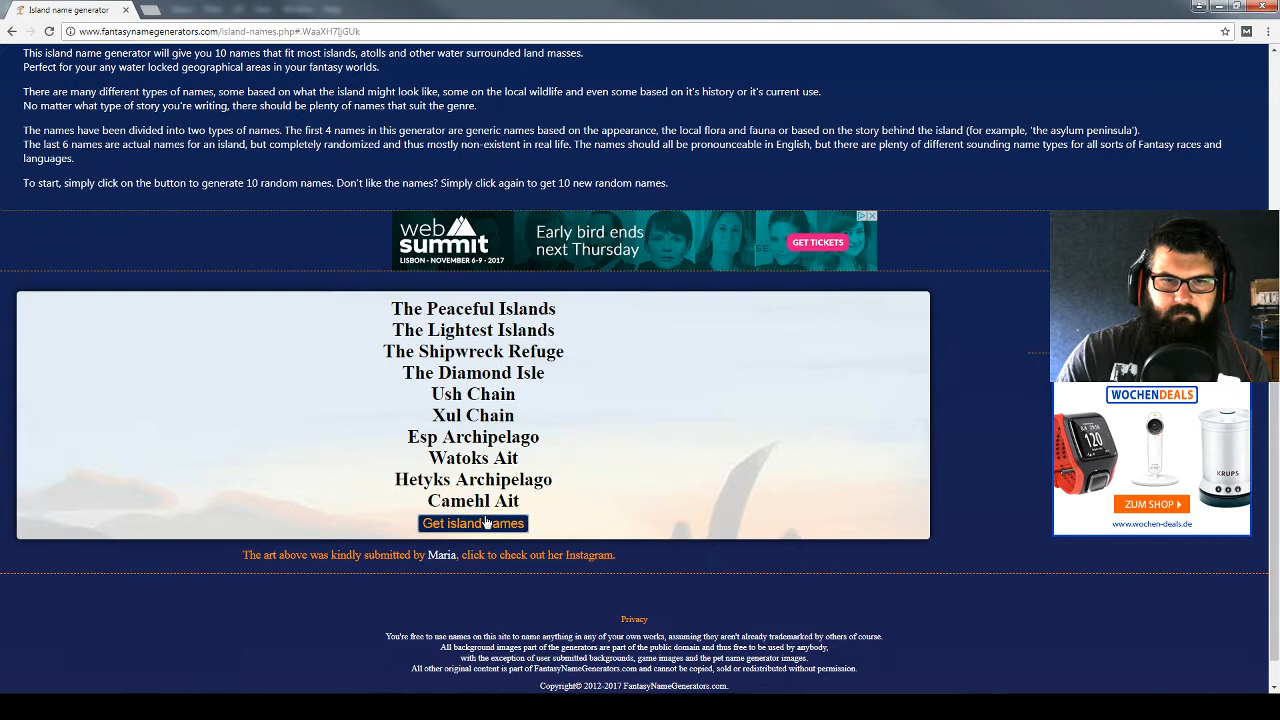 Island name generator
www.fantasynamegenerators.com/island-names.php#.WaaXH7JjGUk
This island name generator will give you 10 names that fit most islands, atolls and other water surrounded land masses.
Perfect for your any water locked geographical areas in your fantasy worlds.
There are many different types of names, some based on what the island might look like, some on the local wildlife and even some based on it's history or it's current use.
No matter what type of story you're writing, there should be plenty of names that suit the genre.
The names have been divided into two types of names. The first 4 names in this generator are generic names based on the appearance, the local flora and fauna or based on the story behind the island (for example, 'the asylum peninsula').
The last 6 names are actual names for an island, but completely randomized and thus mostly non-existent in real life. The names should all be pronounceable in English, but there are plenty of different sounding name types for all sorts of Fantasy races and
languages.
To start, simply click on the button to generate 10 random names. Don't like the names? Simply click again to get 10 new random names.
web
summit
LISBON • NOVEMBER 6-9 • 2017
Early bird ends
next Thursday
GET TICKETS
The Peaceful Islands
The Lightest Islands
The Shipwreck Refuge
The Diamond Isle
Ush Chain
Xul Chain
Esp Archipelago
Watoks Ait
Hetyks Archipelago
Camehl Ait
Get island names
The art above was kindly submitted by Maria, click to check out her Instagram.
WOCHENDEALS
120
KRUPS
ZUM SHOP
www.wochen-deals.de
Privacy
You're free to use names on this site to name anything in any of your own works, assuming they aren't already trademarked by others of course.
All background images part of the generators are part of the public domain and thus free to be used by anybody,
with the exception of user submitted backgrounds, game images and the pet name generator images.
All other original content is part of FantasyNameGenerators.com and cannot be copied, sold or redistributed without permission.
Copyright© 2012-2017 FantasyNameGenerators.com.